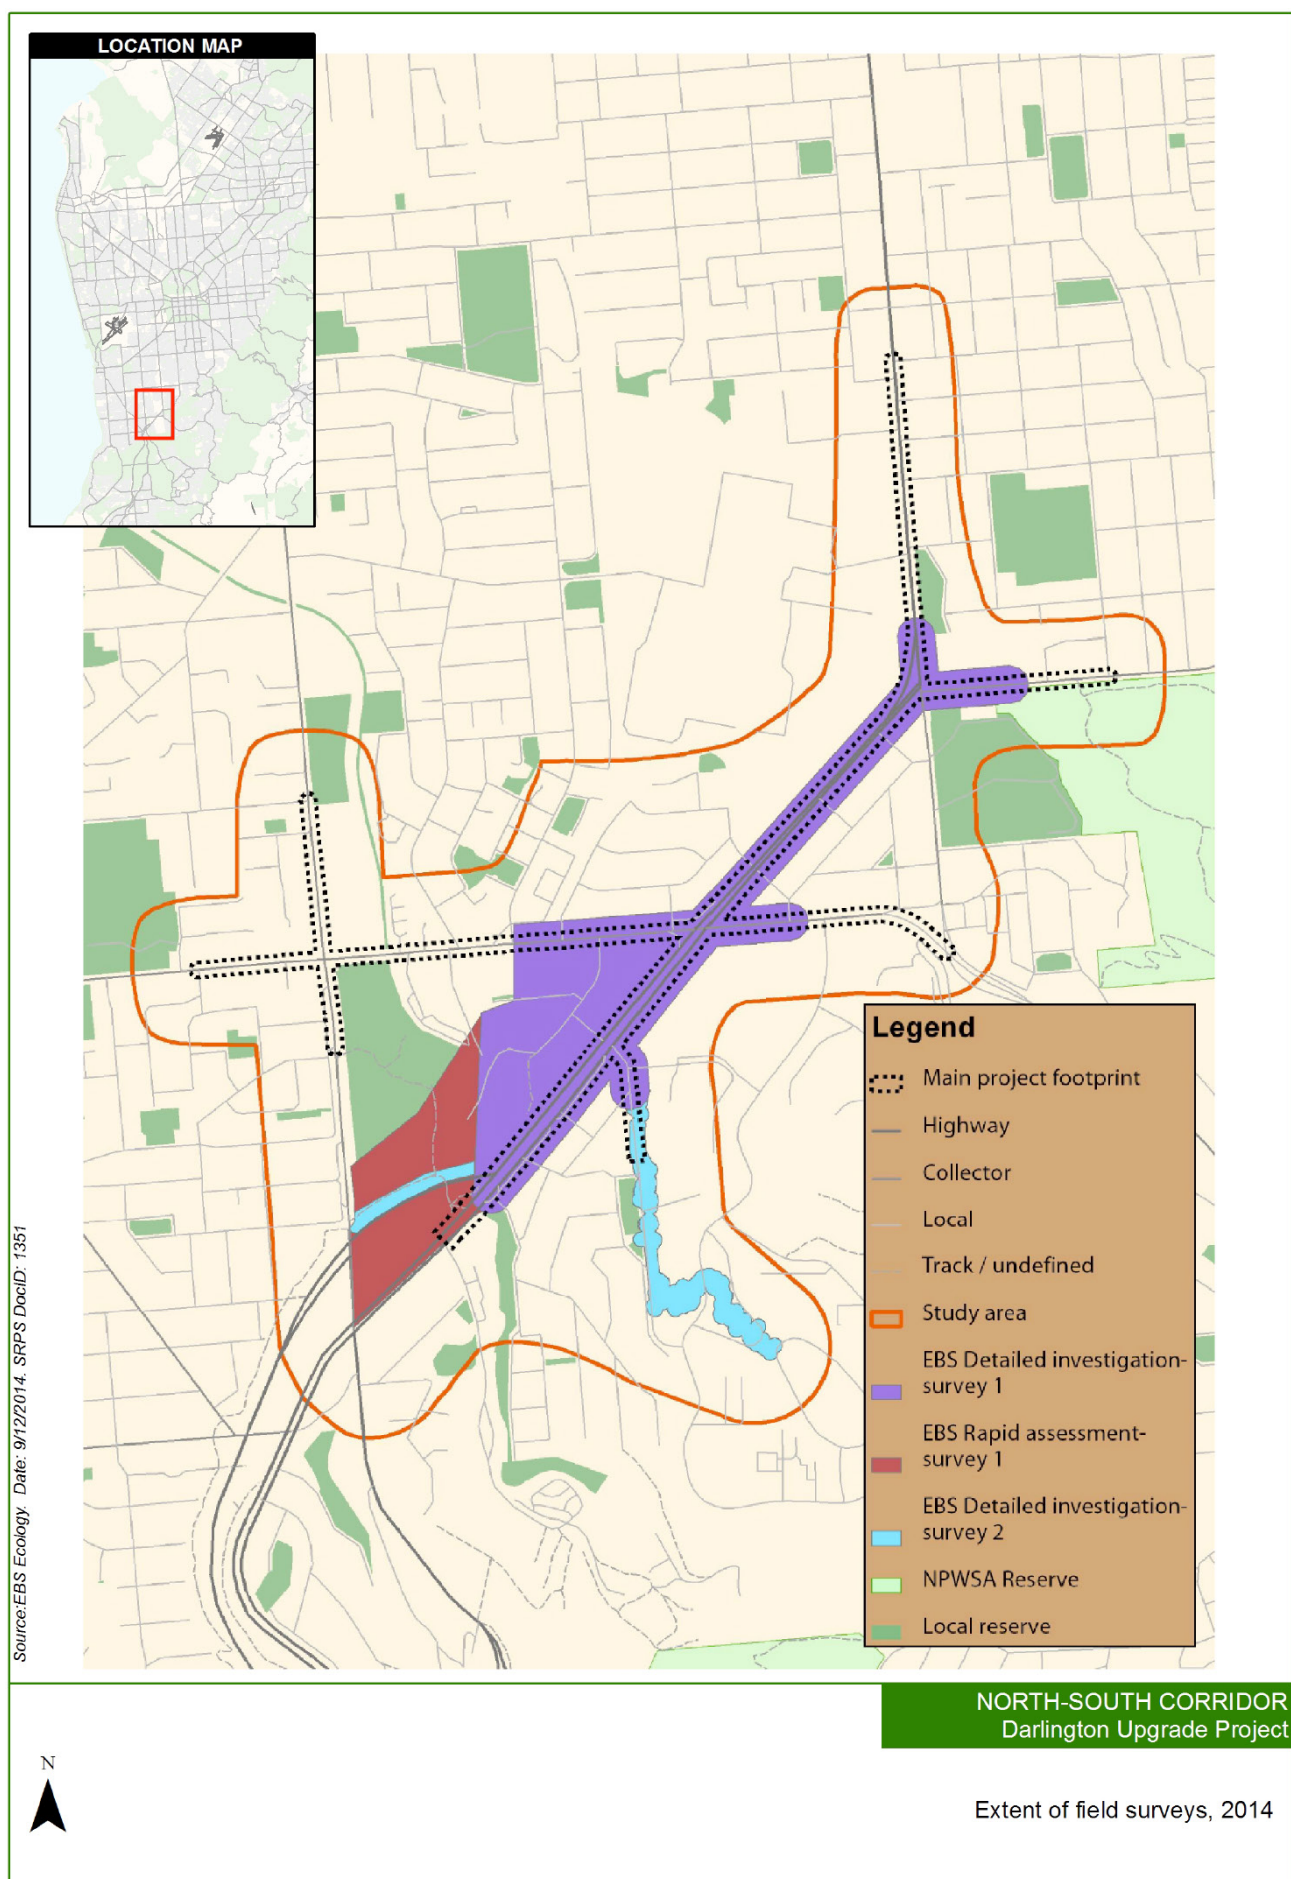 LOCATION MAP
Legend
Main project footprint
Highway
Collector
Local
Track / undefined
Study area
EBS Detailed investigation-
survey 1
EBS Rapid assessment-
survey 1
EBS Detailed investigation-
survey 2
NPWSA Reserve
Local reserve
Source:EBS Ecology. Date: 9/12/2014. SRPS DocID: 1351
NORTH-SOUTH CORRIDOR
Darlington Upgrade Project
N
Extent of field surveys, 2014